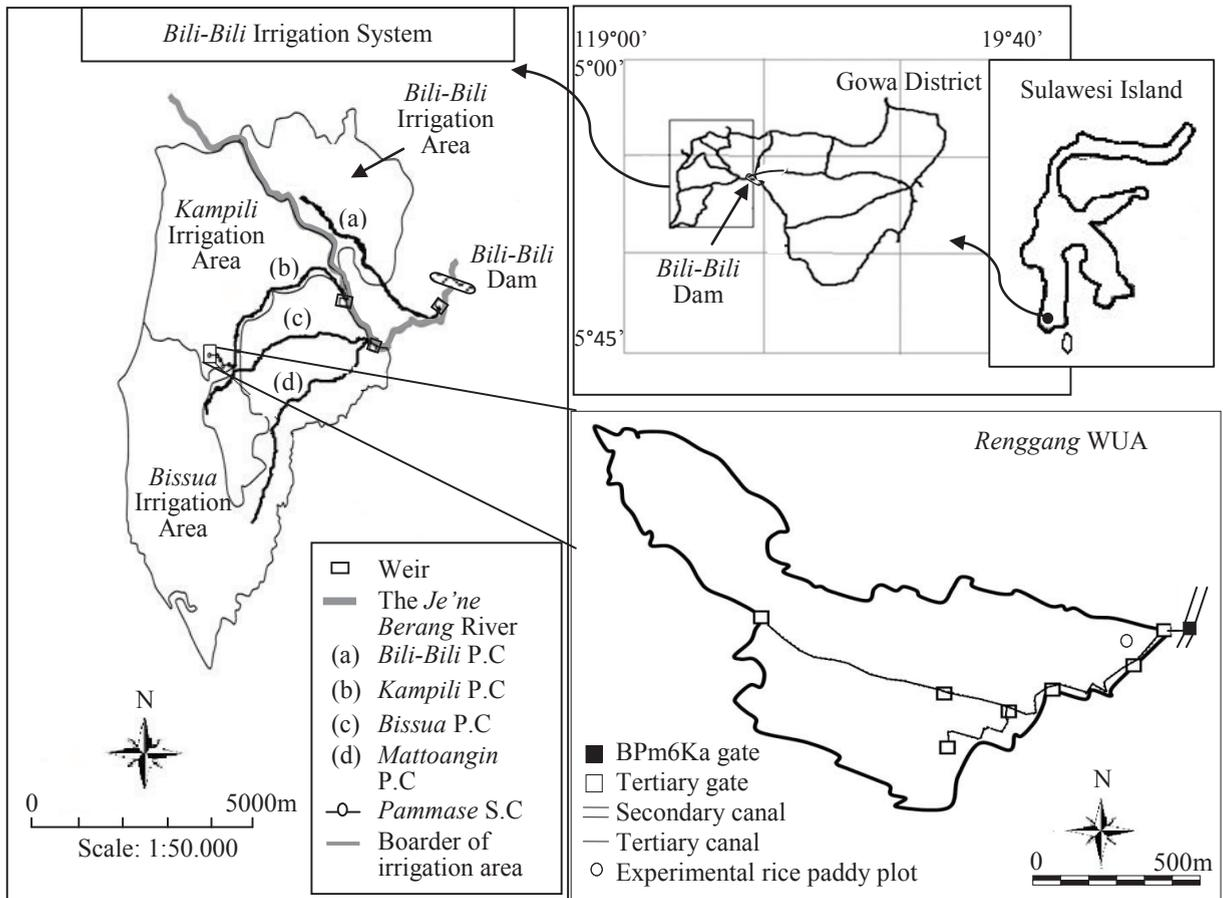 Bili-Bili Irrigation System
Bili-Bili
Irrigation
Area
Kampili
Irrigation
Area
(a)
(b)
(c)
(d)
Bili-Bili
Dam
Bissua
Irrigation
Area
N
0 5000m
Scale: 1:50.000
Weir
The Je’ne
Berang River
(a) Bili-Bili P.C
(b) Kampili P.C
(c) Bissua P.C
(d) Mattoangin
P.C
Pammase S.C
Boarder of
irrigation area
119°00’ 19°40’
5°00’
Gowa District
Bili-Bili
Dam
5°45’
Sulawesi Island
Renggang WUA
BPm6Ka gate
Tertiary gate
Secondary canal
Tertiary canal
Experimental rice paddy plot
N
0 500m